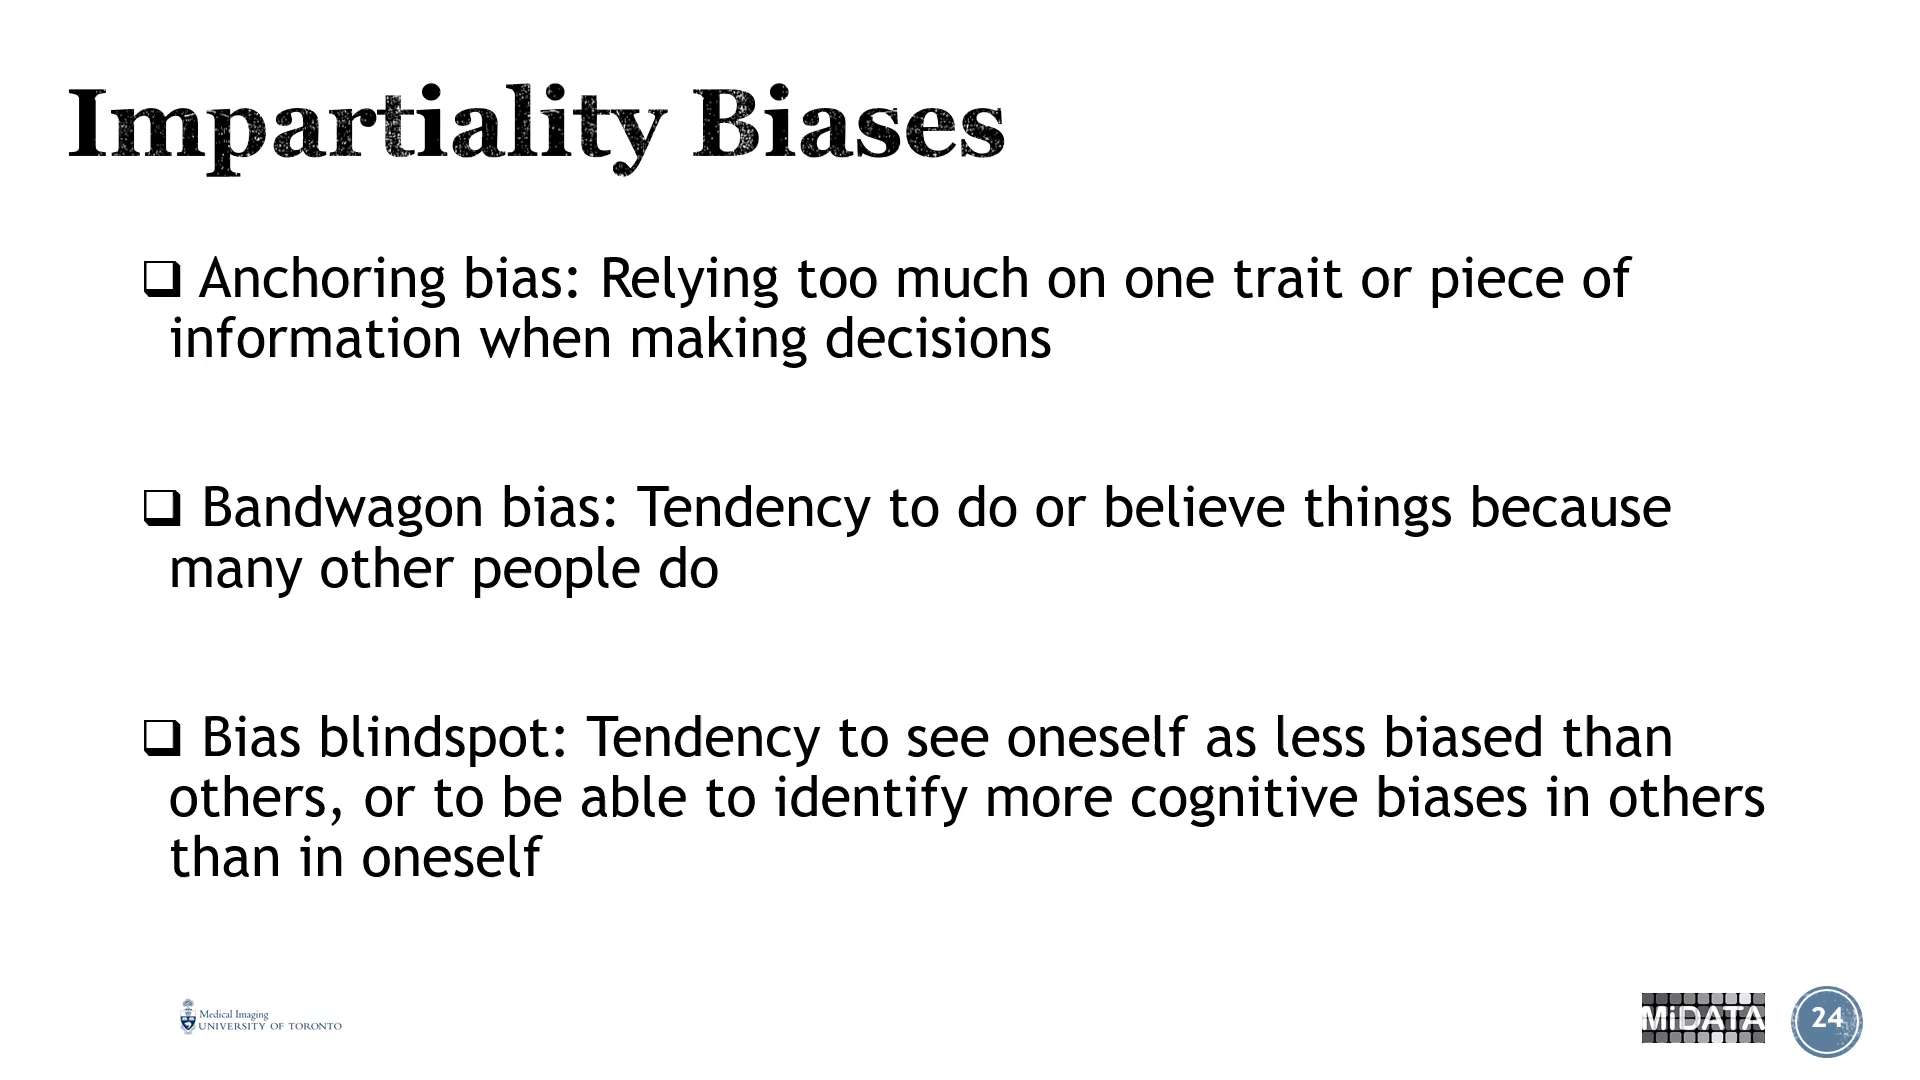 Impartiality Biases
❑ Anchoring bias: Relying too much on one trait or piece of
information when making decisions
❑ Bandwagon bias: Tendency to do or believe things because
many other people do
❑ Bias blindspot: Tendency to see oneself as less biased than
others, or to be able to identify more cognitive biases in others
than in oneself
Medical Imaging
UNIVERSITY OF TORONTO
MiDATA
24